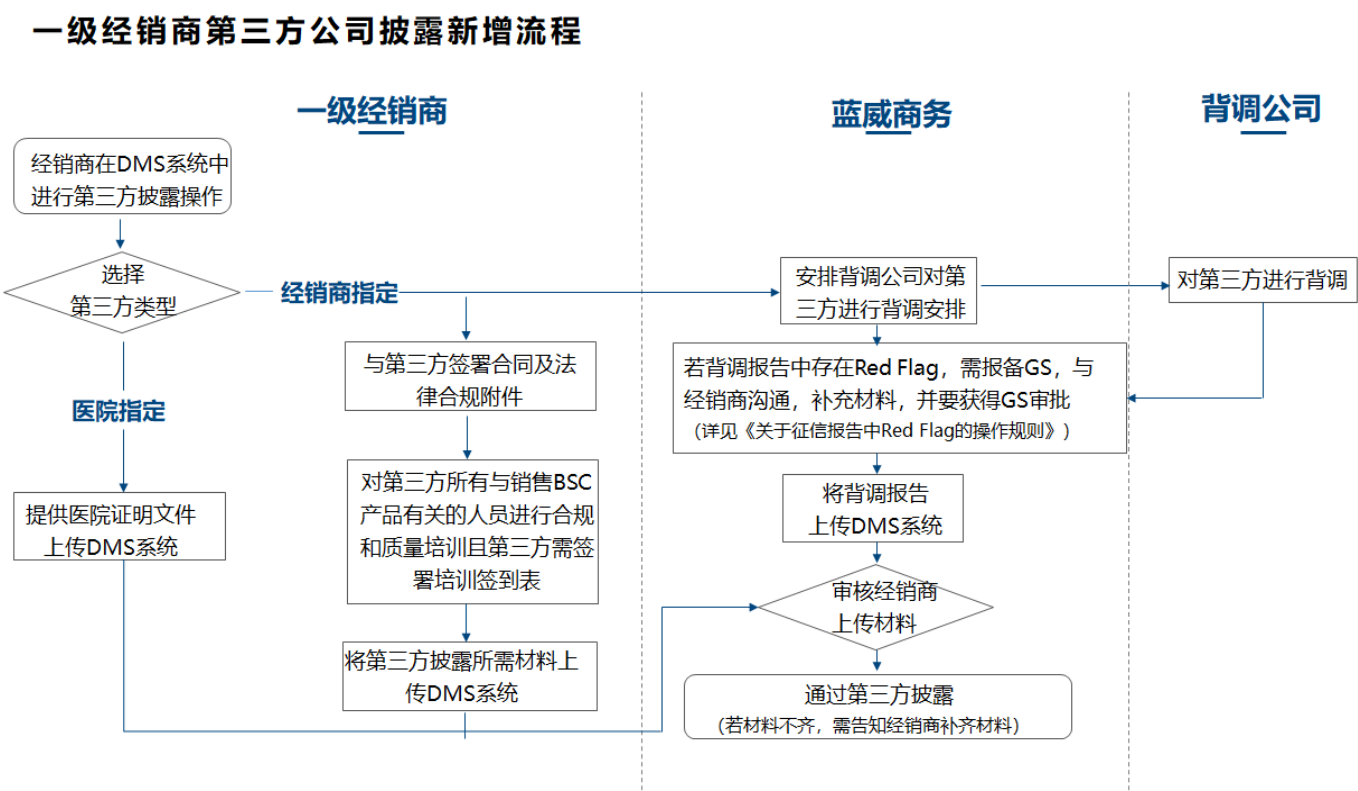 一级经销商第三方公司披露新增流程
一级经销商
蓝威商务
背调公司
经销商在DMS系统中
进行第三方披露操作
选择
第三方类型
经销商指定
医院指定
提供医院证明文件
上传DMS系统
与第三方签署合同及法
律合规附件
对第三方所有与销售BSC
产品有关的人员进行合规
和质量培训且第三方需签
署培训签到表
将第三方披露所需材料上
传DMS系统
安排背调公司对第
三方进行背调安排
若背调报告中存在Red Flag，需报备GS，与
经销商沟通，补充材料，并要获得GS审批
（详见《关于征信报告中Red Flag的操作规则》）
将背调报告
上传DMS系统
审核经销商
上传材料
通过第三方披露
（若材料不齐，需告知经销商补齐材料）
对第三方进行背调